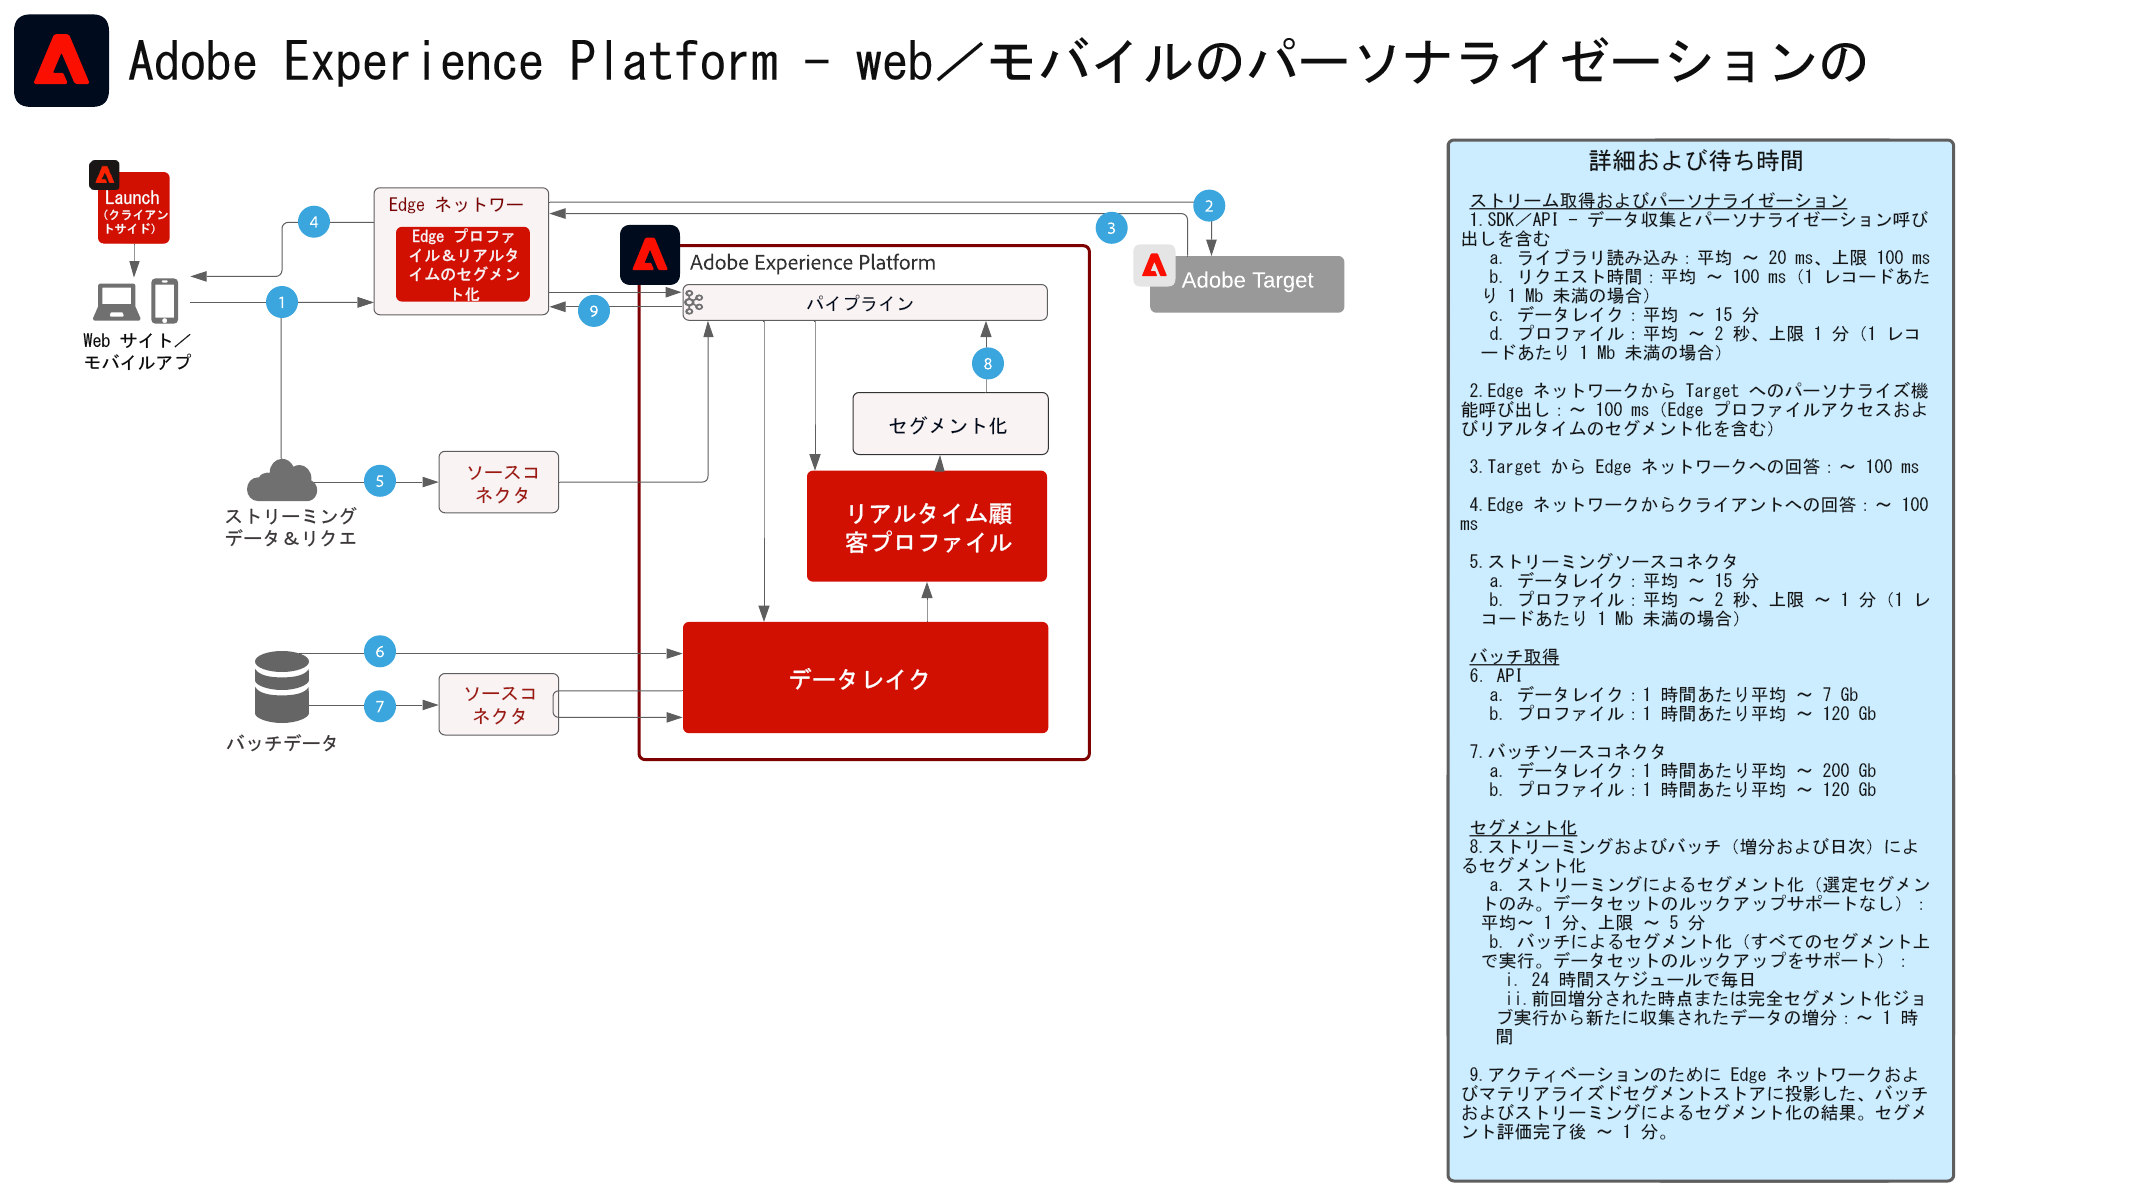 Adobe Experience Platform - web／モバイルのパーソナライゼーションの
Launch
（クライアン
トサイド）
Web サイト／
モバイルアプ
1
4
Edge ネットワー
Edge プロファ
イル＆リアルタ
イムのセグメン
ト化
2
3
Adobe Target
Adobe Experience Platform
パイプライン
9
8
セグメント化
リアルタイム顧
客プロファイル
データレイク
5
ソースコ
ネクタ
ストリーミング
データ＆リクエ
6
7
ソースコ
ネクタ
バッチデータ
詳細および待ち時間
ストリーム取得およびパーソナライゼーション
1.SDK／API - データ収集とパーソナライゼーション呼び
出しを含む
a. ライブラリ読み込み：平均 ～ 20 ms、上限 100 ms
b. リクエスト時間：平均 ～ 100 ms（1 レコードあた
り 1 Mb 未満の場合）
c. データレイク：平均 ～ 15 分
d. プロファイル：平均 ～ 2 秒、上限 1 分（1 レコ
ードあたり 1 Mb 未満の場合）
2.Edge ネットワークから Target へのパーソナライズ機
能呼び出し：～ 100 ms（Edge プロファイルアクセスおよ
びリアルタイムのセグメント化を含む）
3.Target から Edge ネットワークへの回答：～ 100 ms
4.Edge ネットワークからクライアントへの回答：～ 100
ms
5.ストリーミングソースコネクタ
a. データレイク：平均 ～ 15 分
b. プロファイル：平均 ～ 2 秒、上限 ～ 1 分（1 レ
コードあたり 1 Mb 未満の場合）
バッチ取得
6. API
a. データレイク：1 時間あたり平均 ～ 7 Gb
b. プロファイル：1 時間あたり平均 ～ 120 Gb
7.バッチソースコネクタ
a. データレイク：1 時間あたり平均 ～ 200 Gb
b. プロファイル：1 時間あたり平均 ～ 120 Gb
セグメント化
8.ストリーミングおよびバッチ（増分および日次）によ
るセグメント化
a. ストリーミングによるセグメント化（選定セグメン
トのみ。データセットのルックアップサポートなし）：
平均～ 1 分、上限 ～ 5 分
b. バッチによるセグメント化（すべてのセグメント上
で実行。データセットのルックアップをサポート）：
i. 24 時間スケジュールで毎日
ii.前回増分された時点または完全セグメント化ジョ
ブ実行から新たに収集されたデータの増分：～ 1 時
間
9.アクティベーションのために Edge ネットワークおよ
びマテリアライズドセグメントストアに投影した、バッチ
およびストリーミングによるセグメント化の結果。セグメ
ント評価完了後 ～ 1 分。